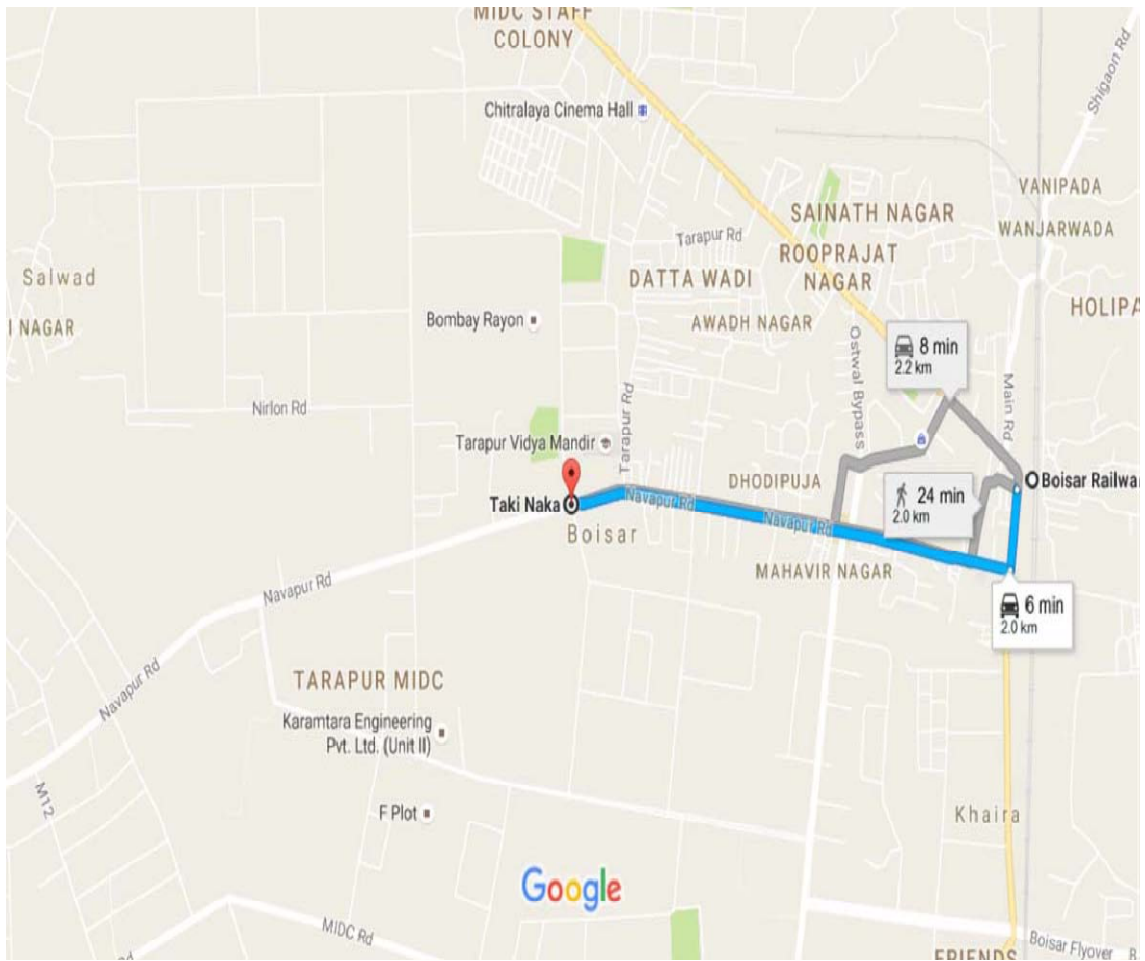 MIDC STAFF
COLONY
Shigaon Rd
Chitralaya Cinema Hall
VANIPADA
SAINATH NAGAR
WANJARWADA
Tarapur Rd
ROOPRAJAT
NAGAR
Salwad
DATTA WADI
HOLIPA
I NAGAR
Bombay Rayon
AWADH NAGAR
Ostwal Bypass
8 min
2.2 km
Main Rd
Nirlon Rd
Tarapur Rd
Tarapur Vidya Mandir
DHODIPUJA
Boisar Railwa
24 min
2.0 km
Taki Naka
Navapur Rd
Navapur Rd
Boisar
MAHAVIR NAGAR
Navapur Rd
6 min
2.0 km
Navapur Rd
TARAPUR MIDC
Karamtara Engineering
Pvt. Ltd. (Unit II)
M12
F Plot
Khaira
Google
MIDC Rd
Rd
Boisar Flyover
B
FRIENDS